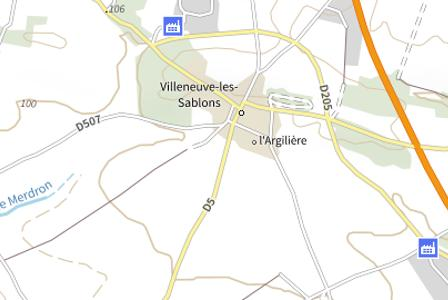 106
Villeneuve-les-
Sablons
D205
100
D507
l'Argilière
e Merdron
D5